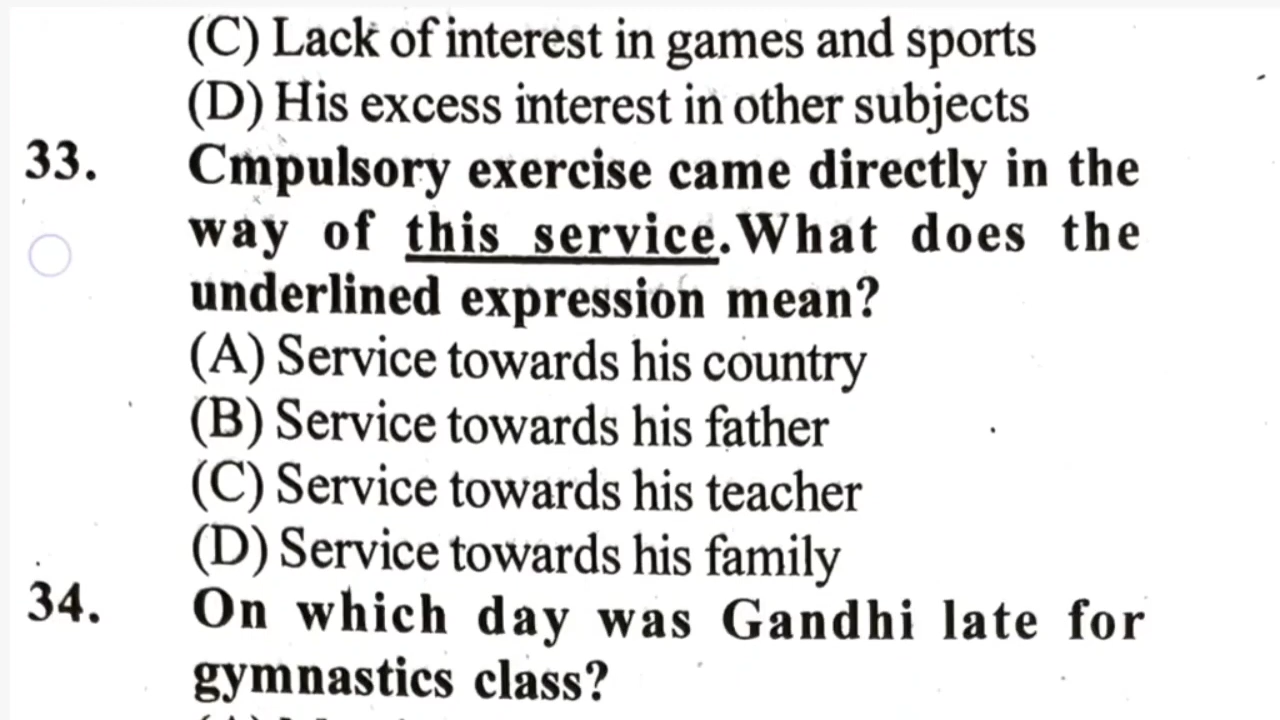 (C) Lack of interest in games and sports
(D) His excess interest in other subjects
33. Cmpulsory exercise came directly in the
way of this service.What does the
underlined expression mean?
(A) Service towards his country
(B) Service towards his father
(C) Service towards his teacher
(D) Service towards his family
34. On which day was Gandhi late for
gymnastics class?